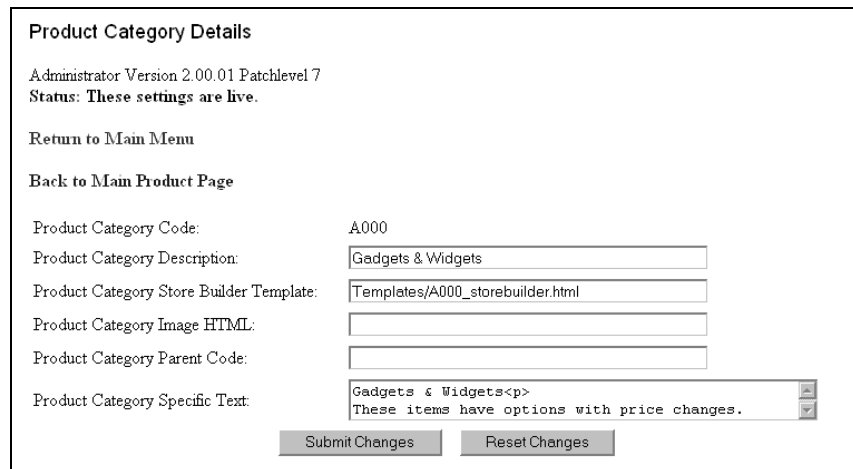 Product Category Details
Administrator Version 2.00.01 Patchlevel 7
Status: These settings are live.
Return to Main Menu
Back to Main Product Page
Product Category Code: A000
Product Category Description: Gadgets & Widgets
Product Category Store Builder Template: Templates/A000_storebuilder.html
Product Category Image HTML:
Product Category Parent Code:
Product Category Specific Text: Gadgets & Widgets<p>
These items have options with price changes.
Submit Changes Reset Changes